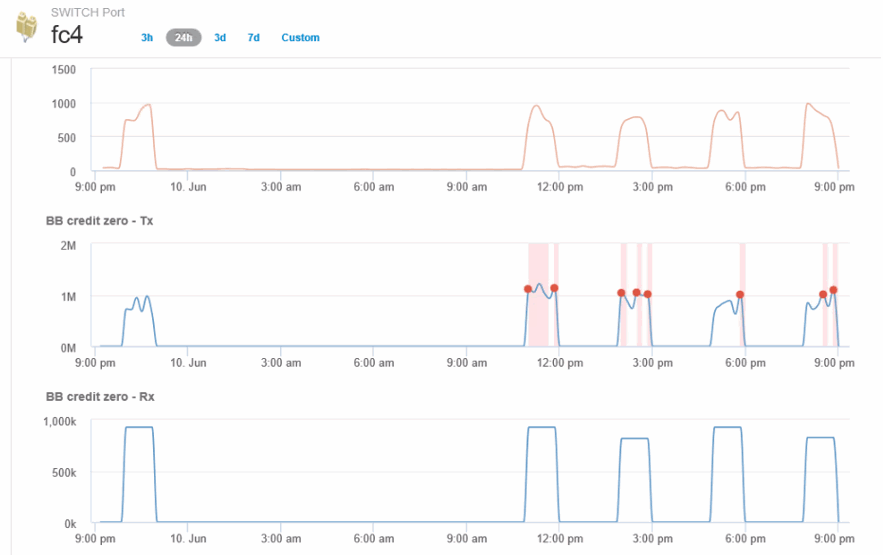 SWITCH Port
fc4
3h 24h 3d 7d Custom
1500
1000
500
0
9:00 pm 10. Jun 3:00 am 6:00 am 9:00 am 12:00 pm 3:00 pm 6:00 pm 9:00 pm
BB credit zero - Tx
2M
1M
0M
9:00 pm 10. Jun 3:00 am 6:00 am 9:00 am 12:00 pm 3:00 pm 6:00 pm 9:00 pm
BB credit zero - Rx
1,000k
500k
0k
9:00 pm 10. Jun 3:00 am 6:00 am 9:00 am 12:00 pm 3:00 pm 6:00 pm 9:00 pm